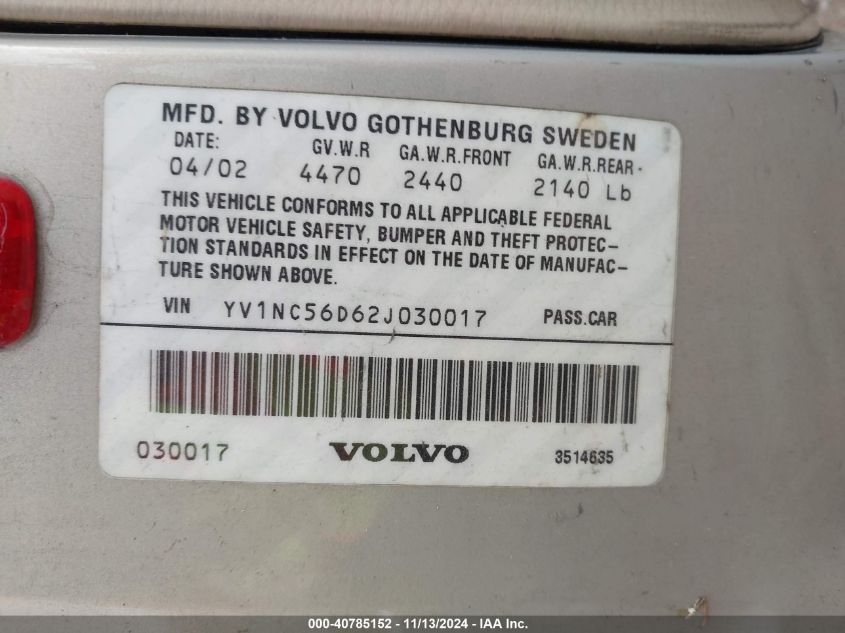 MFD. BY VOLVO GOTHENBURG SWEDEN
DATE: GV.W.R GA.W.R.FRONT GA.W.R.REAR-
04/02 4470 2440 2140 Lb
THIS VEHICLE CONFORMS TO ALL APPLICABLE FEDERAL
MOTOR VEHICLE SAFETY, BUMPER AND THEFT PROTEC-
TION STANDARDS IN EFFECT ON THE DATE OF MANUFAC-
TURE SHOWN ABOVE.
VIN YV1NC56D62J030017 PASS.CAR
030017 VOLVO 3514635
000-40785152 - 11/13/2024 - IAA Inc.